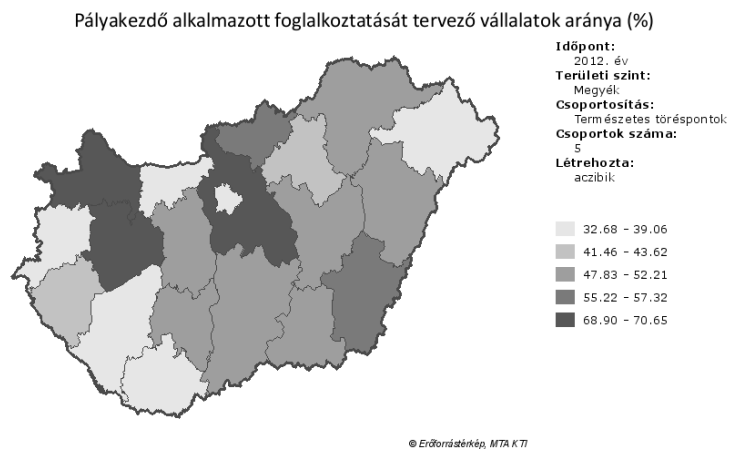 Pályakezdő alkalmazott foglalkoztatását tervező vállalatok aránya (%)
Időpont:
2012. év
Területi szint:
Megyék
Csoportosítás:
Természetes töréspontok
Csoportok száma:
5
Létrehozta:
aczibik
32.68 - 39.06
41.46 - 43.62
47.83 - 52.21
55.22 - 57.32
68.90 - 70.65
© Erőforrástérkép, MTA KTI